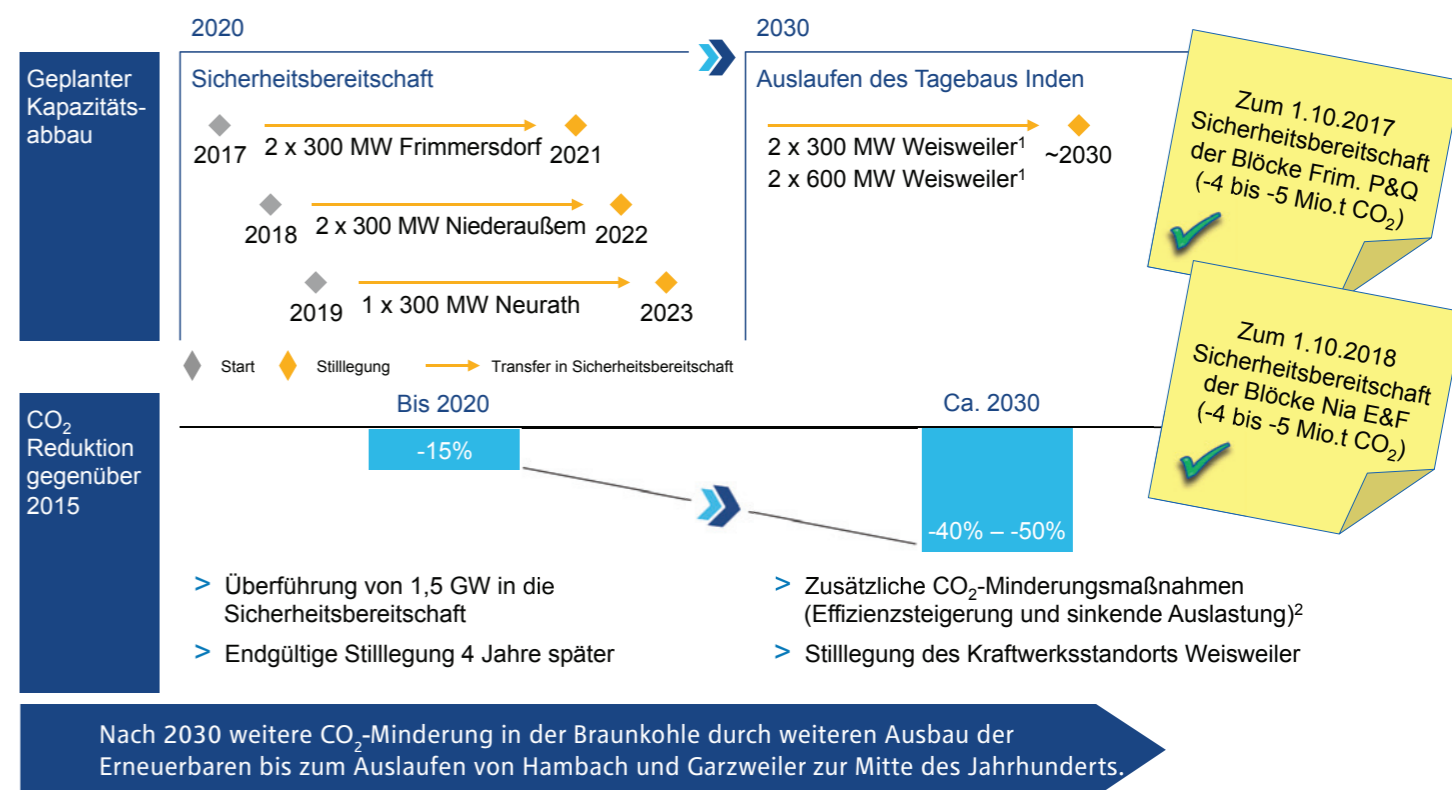 2020
2030
Geplanter
Kapazitäts-
abbau
Sicherheitsbereitschaft
2017
2 x 300 MW Frimmersdorf
2021
2018
2 x 300 MW Niederaußem
2022
2019
1 x 300 MW Neurath
2023
Auslaufen des Tagebaus Inden
2 x 300 MW Weisweiler¹
2 x 600 MW Weisweiler¹
~2030
Zum 1.10.2017
Sicherheitsbereitschaft
der Blöcke Frim. P&Q
(-4 bis -5 Mio.t CO₂)
Start
Stilllegung
Transfer in Sicherheitsbereitschaft
Zum 1.10.2018
Sicherheitsbereitschaft
der Blöcke Nia E&F
(-4 bis -5 Mio.t CO₂)
CO₂
Reduktion
gegenüber
2015
Bis 2020
-15%
Ca. 2030
-40% – -50%
> Überführung von 1,5 GW in die
Sicherheitsbereitschaft
> Endgültige Stilllegung 4 Jahre später
> Zusätzliche CO₂-Minderungsmaßnahmen
(Effizienzsteigerung und sinkende Auslastung)²
> Stilllegung des Kraftwerksstandorts Weisweiler
Nach 2030 weitere CO₂-Minderung in der Braunkohle durch weiteren Ausbau der
Erneuerbaren bis zum Auslaufen von Hambach und Garzweiler zur Mitte des Jahrhunderts.